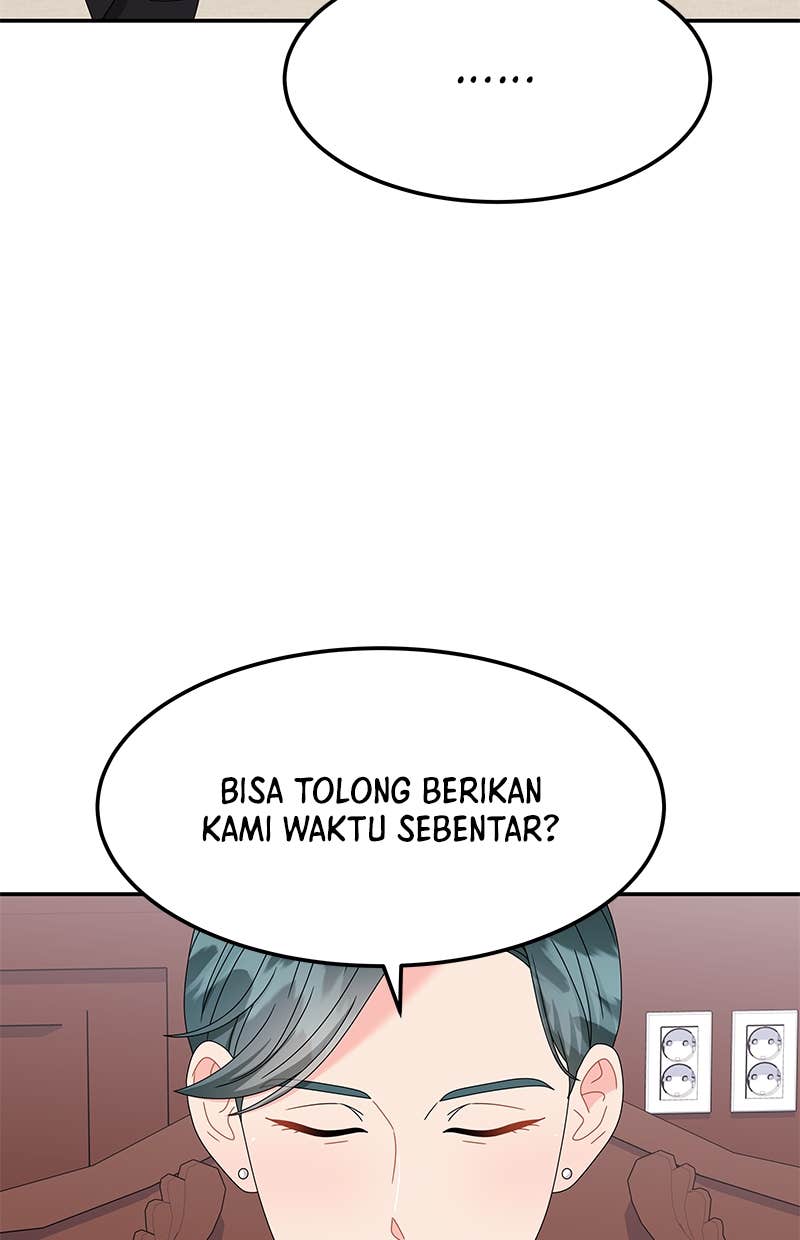 ......
BISA TOLONG BERIKAN
KAMI WAKTU SEBENTAR?